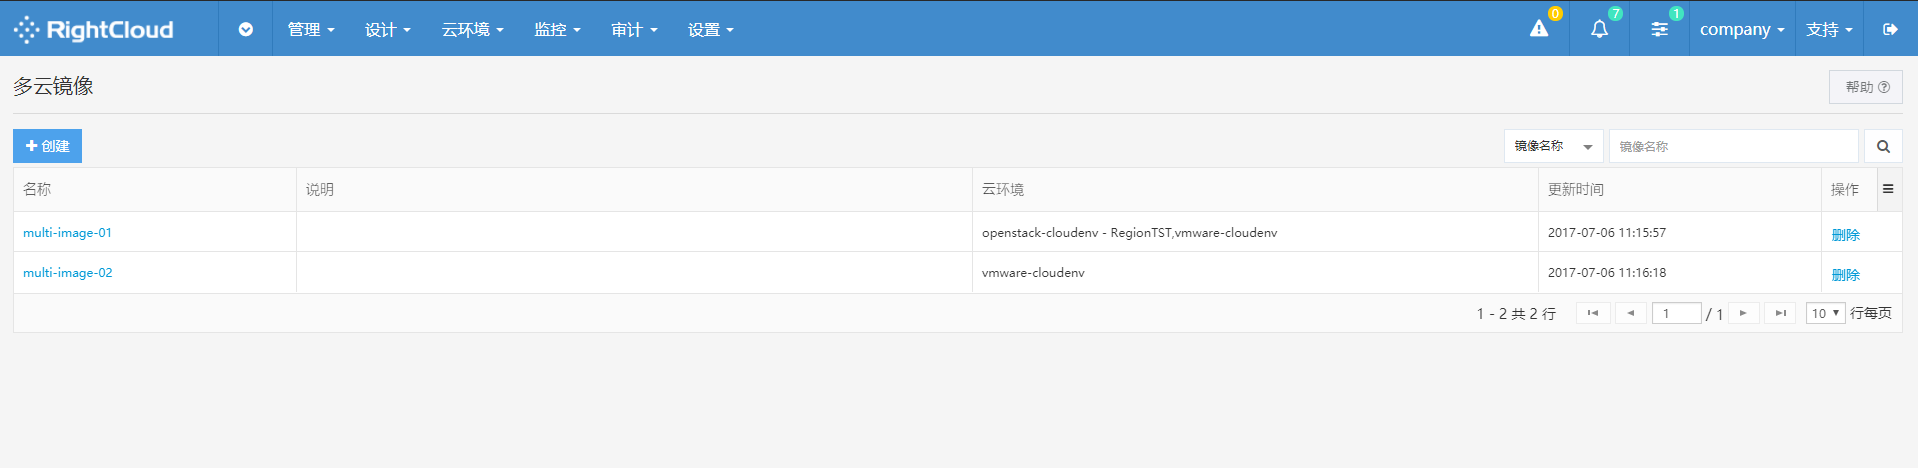 RightCloud 管理 设计 云环境 监控 审计 设置 0 7 1 company 支持
多云镜像 帮助
创建 镜像名称 镜像名称
名称 说明 云环境 更新时间 操作
multi-image-01 openstack-cloudenv - RegionTST,vmware-cloudenv 2017-07-06 11:15:57 删除
multi-image-02 vmware-cloudenv 2017-07-06 11:16:18 删除
1 - 2 共 2 行 1 / 1 10 行每页